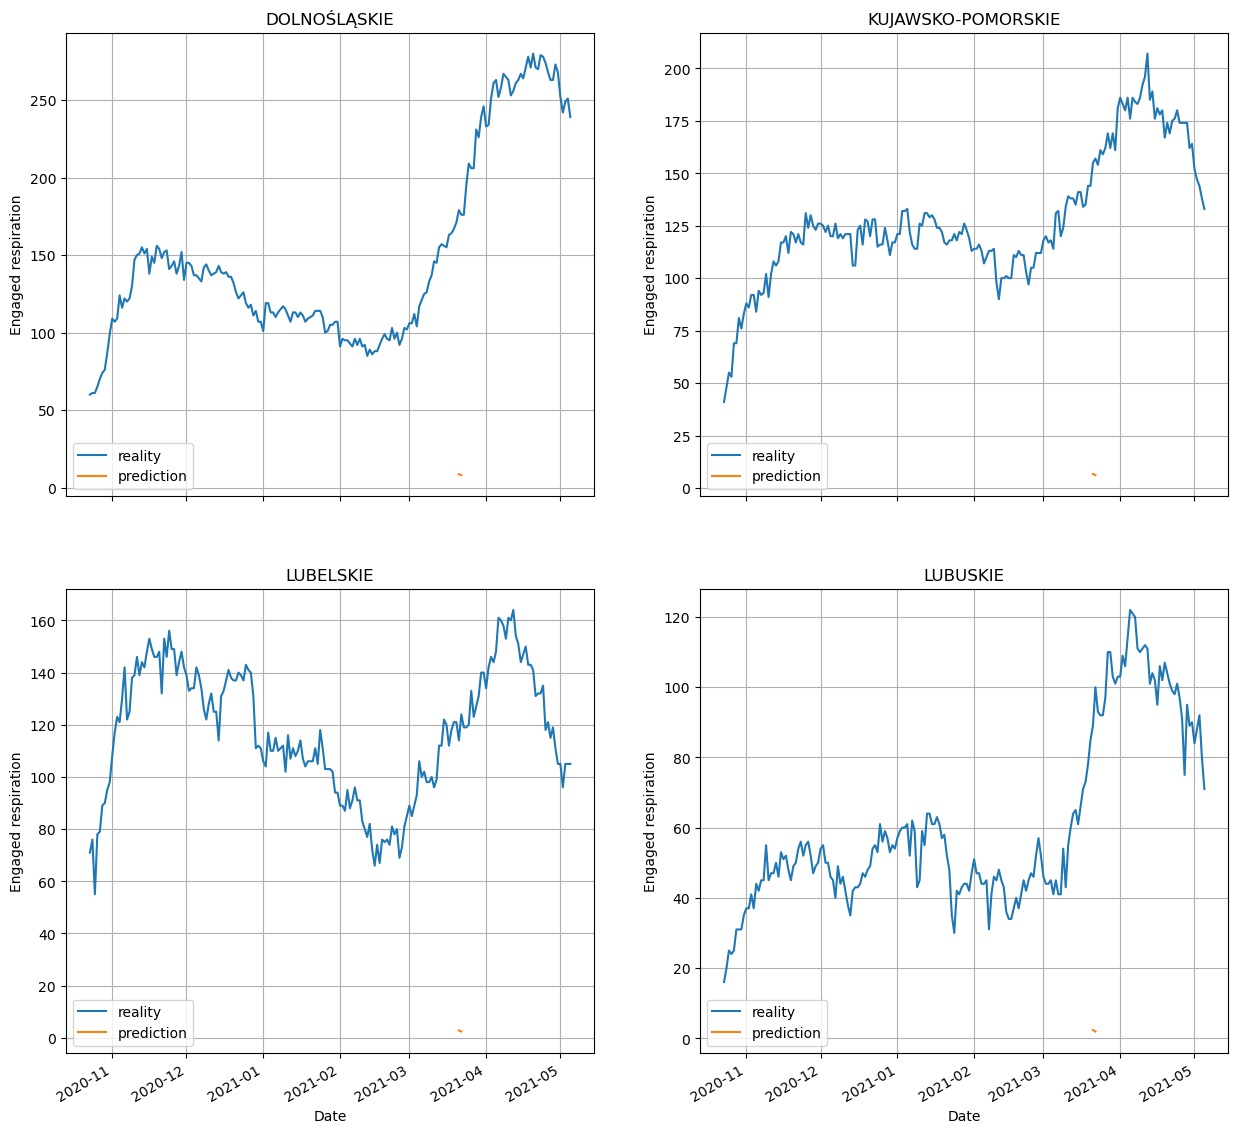 DOLNOŚLĄSKIE
Engaged respiration
250
200
150
100
50
0
reality
prediction
KUJAWSKO-POMORSKIE
Engaged respiration
200
175
150
125
100
75
50
25
0
reality
prediction
LUBELSKIE
Engaged respiration
160
140
120
100
80
60
40
20
0
reality
prediction
2020-11
2020-12
2021-01
2021-02
2021-03
2021-04
2021-05
Date
LUBUSKIE
Engaged respiration
120
100
80
60
40
20
0
reality
prediction
2020-11
2020-12
2021-01
2021-02
2021-03
2021-04
2021-05
Date